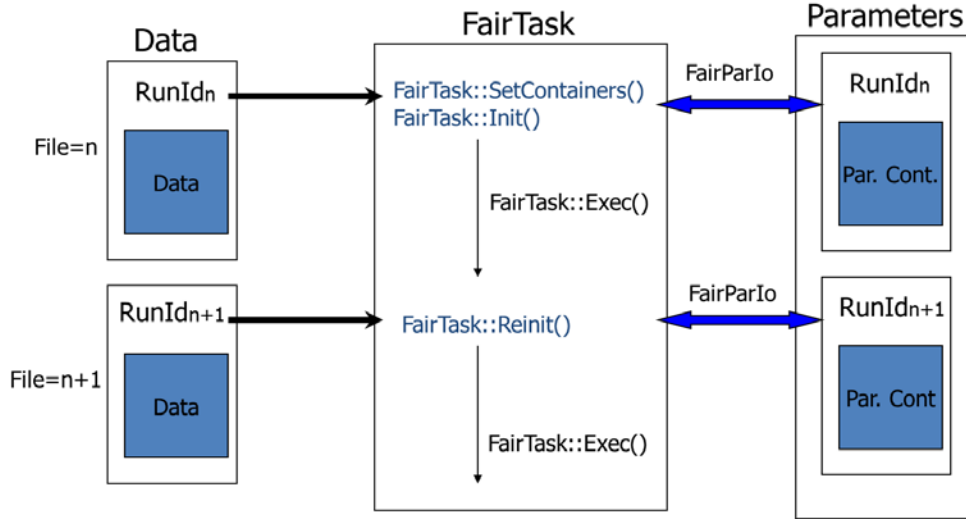 Data
FairTask
Parameters
RunIdn
FairTask::SetContainers()
FairTask::Init()
FairParIo
RunIdn
File=n
Data
Par. Cont.
FairTask::Exec()
RunIdn+1
FairTask::Reinit()
FairParIo
RunIdn+1
File=n+1
Data
Par. Cont
FairTask::Exec()